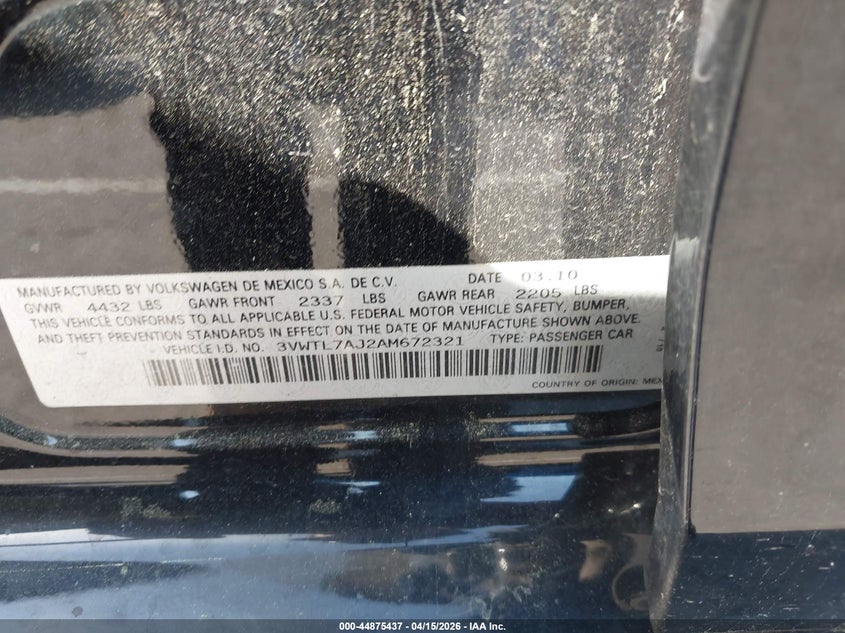 MANUFACTURED BY VOLKSWAGEN DE MEXICO S.A. DE C.V. DATE 03.10
GVWR 4432 LBS GAWR FRONT 2337 LBS GAWR REAR 2205 LBS
THIS VEHICLE CONFORMS TO ALL APPLICABLE U.S. FEDERAL MOTOR VEHICLE SAFETY, BUMPER,
AND THEFT PREVENTION STANDARDS IN EFFECT ON THE DATE OF MANUFACTURE SHOWN ABOVE.
VEHICLE I.D. NO. 3VWTL7AJ2AM672321 TYPE: PASSENGER CAR
COUNTRY OF ORIGIN: MEX
000-44875437 - 04/15/2026 - IAA Inc.